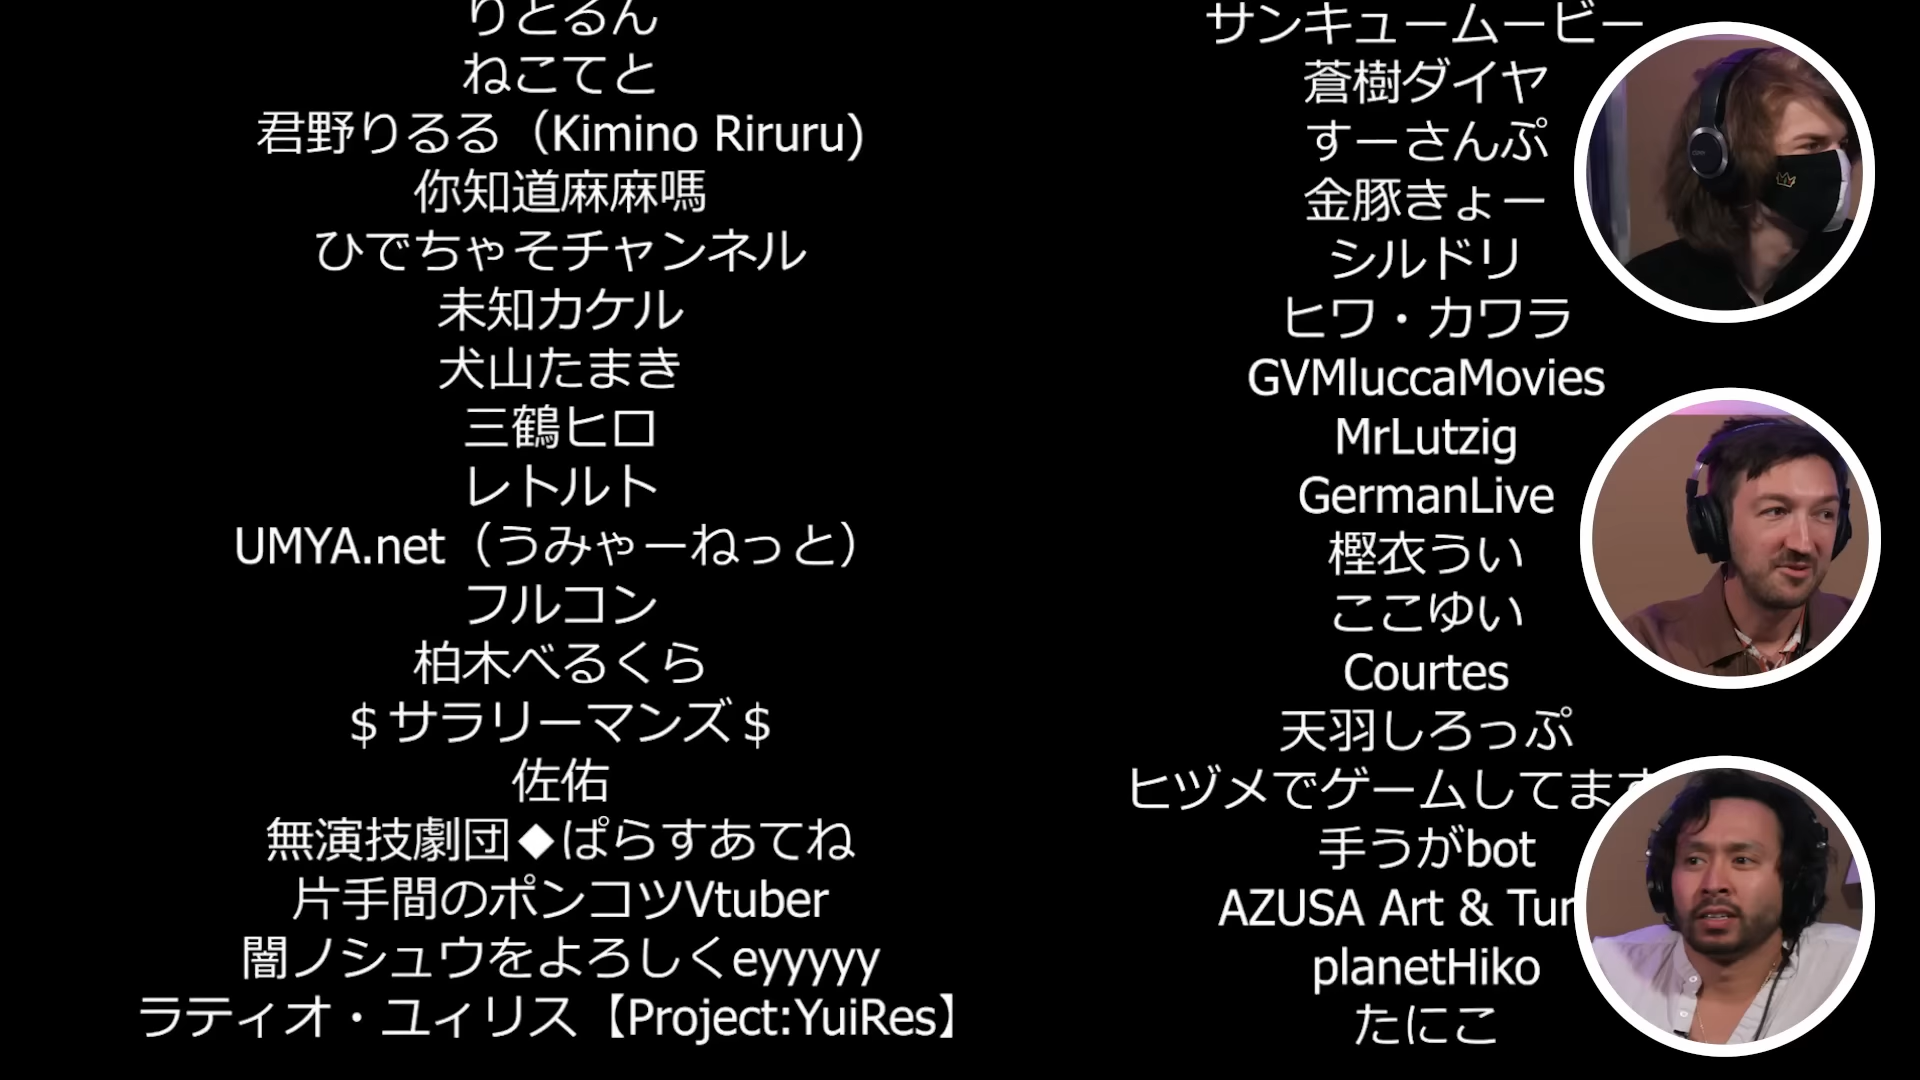 りとるん
ねこてと
君野りるる（Kimino Riruru)
你知道麻麻嗎
ひでちゃそチャンネル
未知カケル
犬山たまき
三鶴ヒロ
レトルト
UMYA.net（うみゃーねっと）
フルコン
柏木べるくら
＄サラリーマンズ＄
佐佑
無演技劇団◆ぱらすあてね
片手間のポンコツVtuber
闇ノシュウをよろしくeyyyyy
ラティオ・ユィリス【Project:YuiRes】
サンキュームービー
蒼樹ダイヤ
すーさんぷ
金豚きょー
シルドリ
ヒワ・カワラ
GVMluccaMovies
MrLutzig
GermanLive
樫衣うい
ここゆい
Courtes
天羽しろっぷ
ヒヅメでゲームしてます
手うがbot
AZUSA Art &
planetHiko
たにこ